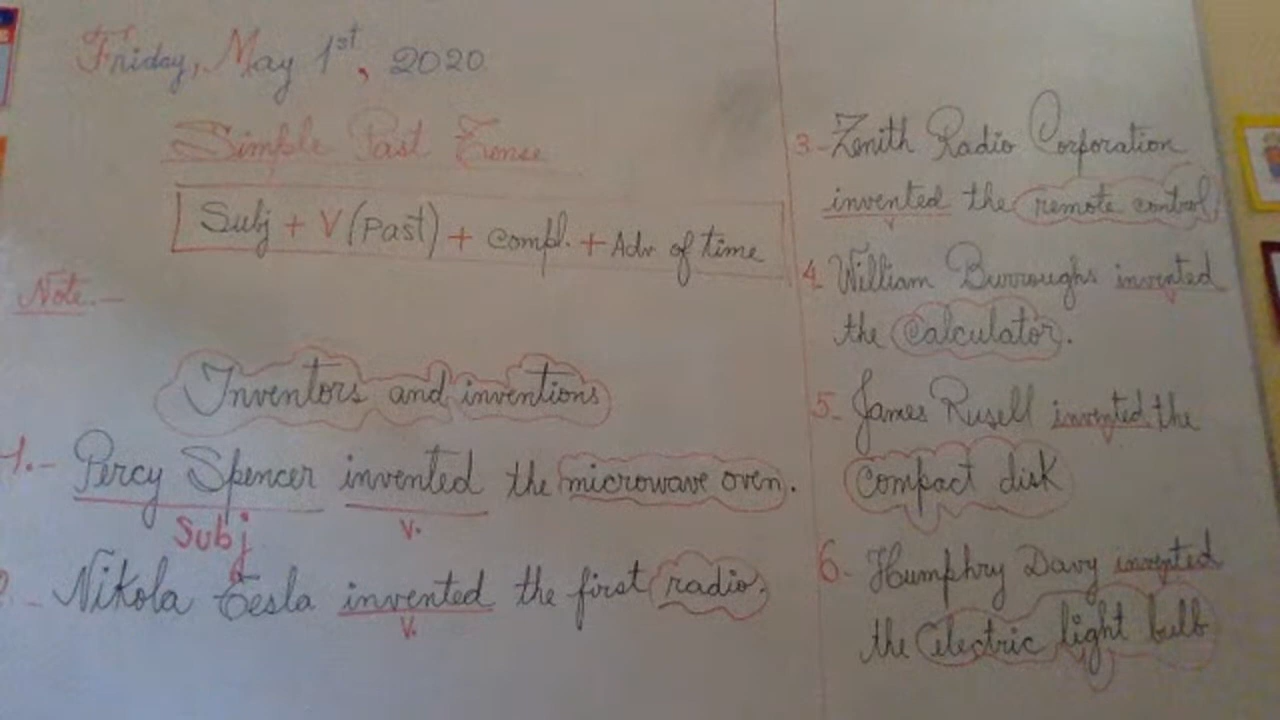 Friday, May 1st, 2020
Simple Past Tense
Subj + V(Past) + compl. + Adv of time
Note.-
Inventors and inventions
1.- Percy Spencer invented the microwave oven.
Subj V.
2.- Nikola Tesla invented the first radio.
V.
3.- Zenith Radio Corporation
invented the remote control
V
4. William Burroughs invented
the Calculator.
5.- James Rusell invented the
compact disk
6.- Humphry Davy invented
the electric light bulb